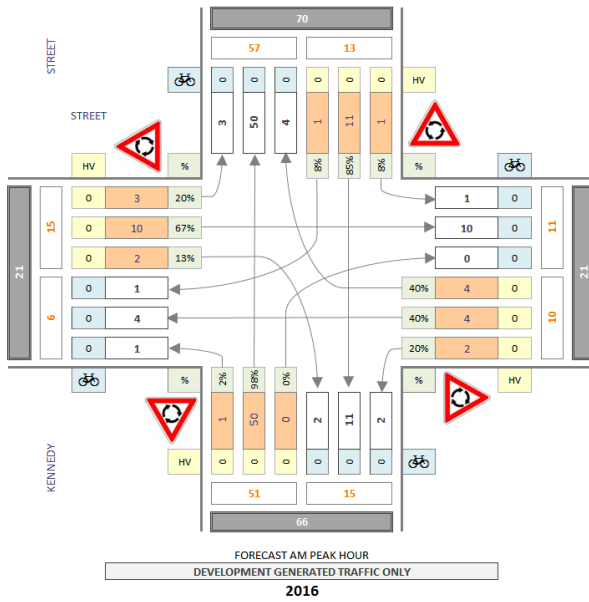 70
57 13
STREET
0 0 0 0 0 0 HV
3 50 4 1 11 1
STREET
HV % 8% 85% 8% %
0 3 20% 1 0
0 10 67% 10 0
0 2 13% 0 0
15 11
21 21
0 1 40% 4 0
0 4 40% 4 0
0 1 20% 2 0
6 10
% 2% 98% 0% % HV
1 50 0 2 11 2
HV 0 0 0 0 0 0
KENNEDY
51 15
66
FORECAST AM PEAK HOUR
DEVELOPMENT GENERATED TRAFFIC ONLY
2016